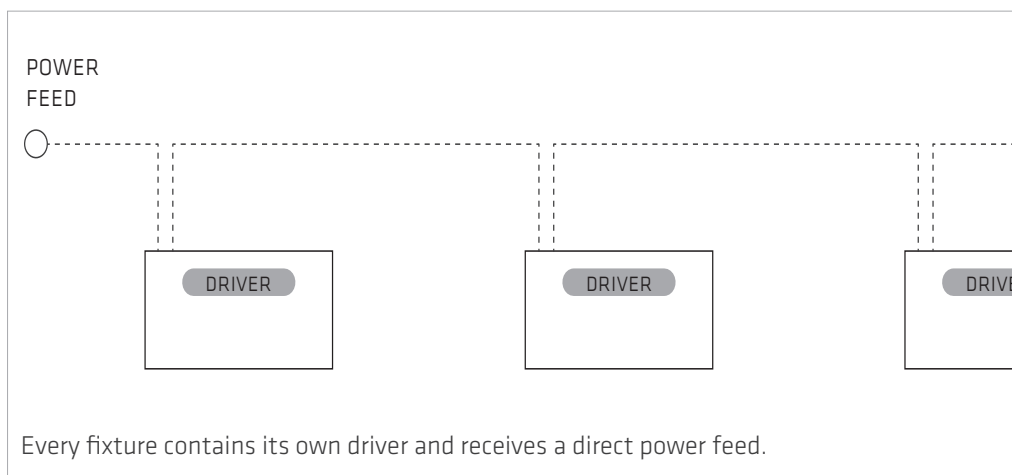 POWER
FEED
DRIVER DRIVER
Every fixture contains its own driver and receives a direct power feed.